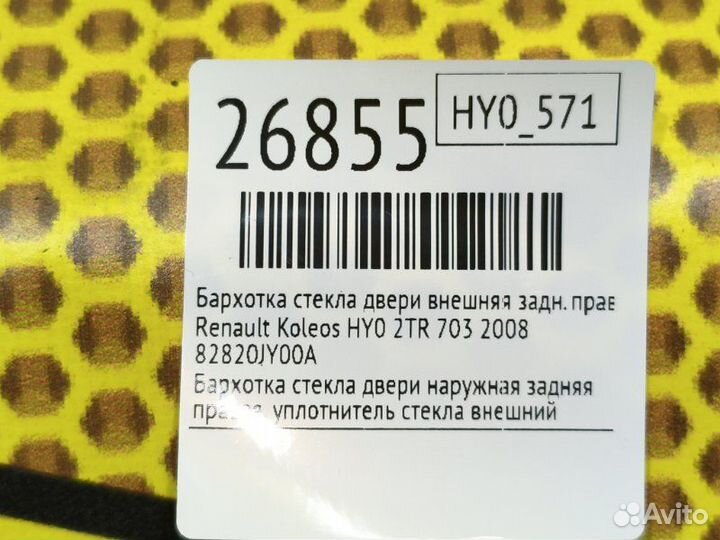 26855
HY0_571
Бархотка стекла двери внешняя задн. прав
Renault Koleos HY0 2TR 703 2008
82820JY00A
Бархотка стекла двери наружная задняя
правая, уплотнитель стекла внешний
Avito